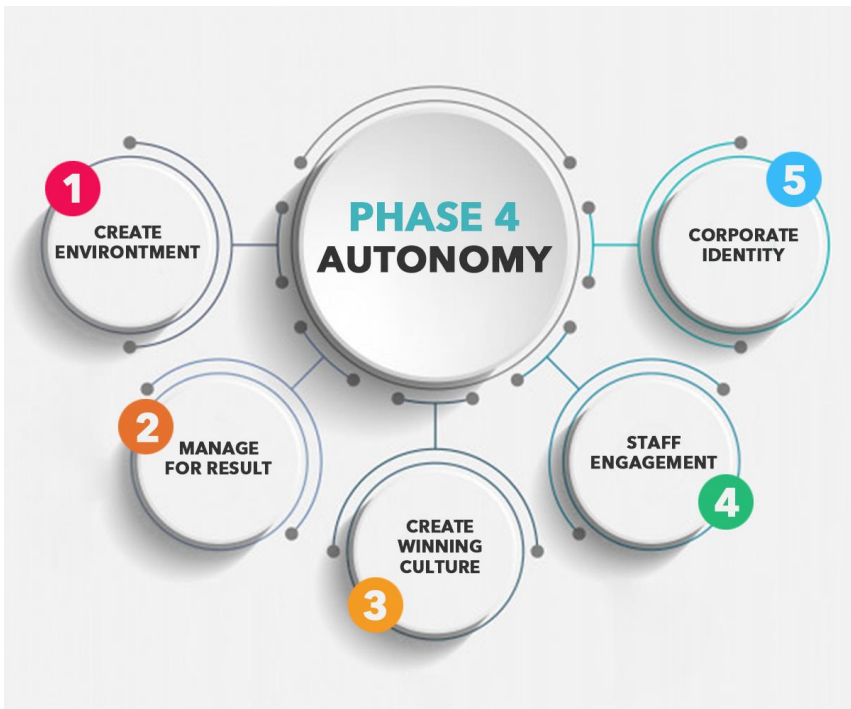 PHASE 4
AUTONOMY
1
CREATE
ENVIRONTMENT
2
MANAGE
FOR RESULT
3
CREATE
WINNING
CULTURE
4
STAFF
ENGAGEMENT
5
CORPORATE
IDENTITY